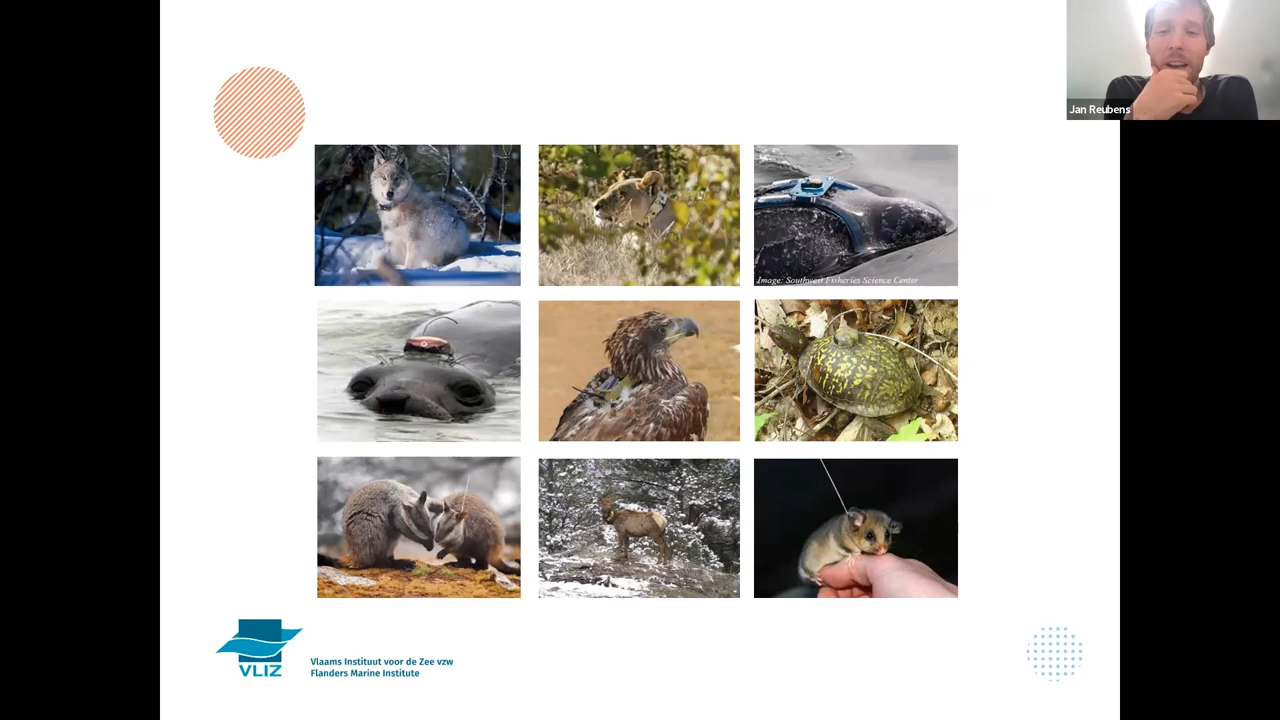 Jan Reubens
Image: Southwest Fisheries Science Center
VLIZ
Vlaams Instituut voor de Zee vzw
Flanders Marine Institute